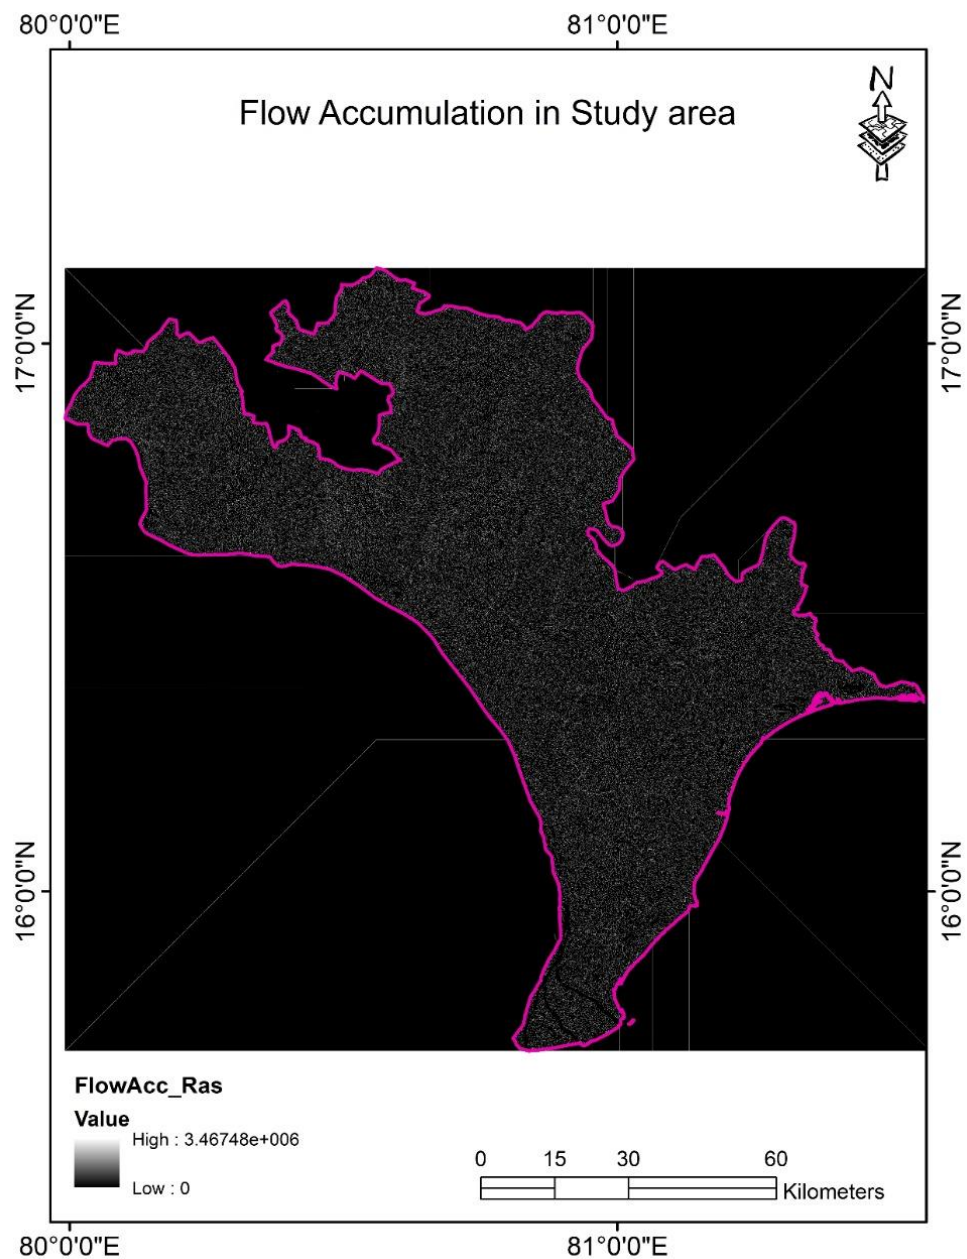 80°0'0"E 81°0'0"E
N
Flow Accumulation in Study area
17°0'0"N 17°0'0"N
16°0'0"N 16°0'0"N
FlowAcc_Ras
Value
High : 3.46748e+006
Low : 0
0 15 30 60
Kilometers
80°0'0"E 81°0'0"E